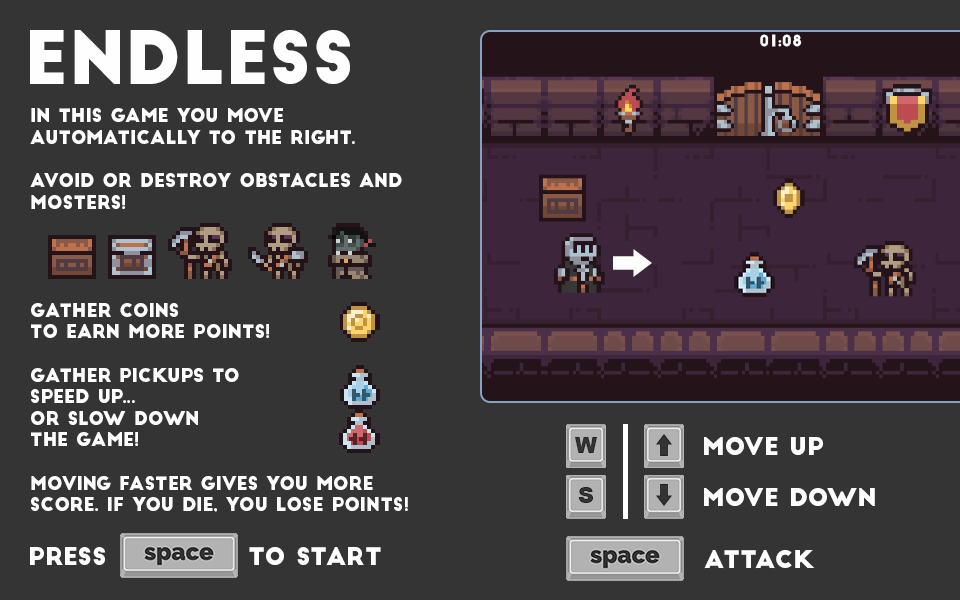 ENDLESS
IN THIS GAME YOU MOVE
AUTOMATICALLY TO THE RIGHT.
AVOID OR DESTROY OBSTACLES AND
MOSTERS!
GATHER COINS
TO EARN MORE POINTS!
GATHER PICKUPS TO
SPEED UP...
OR SLOW DOWN
THE GAME!
MOVING FASTER GIVES YOU MORE
SCORE. IF YOU DIE, YOU LOSE POINTS!
PRESS space TO START
01:08
W MOVE UP
S MOVE DOWN
space ATTACK